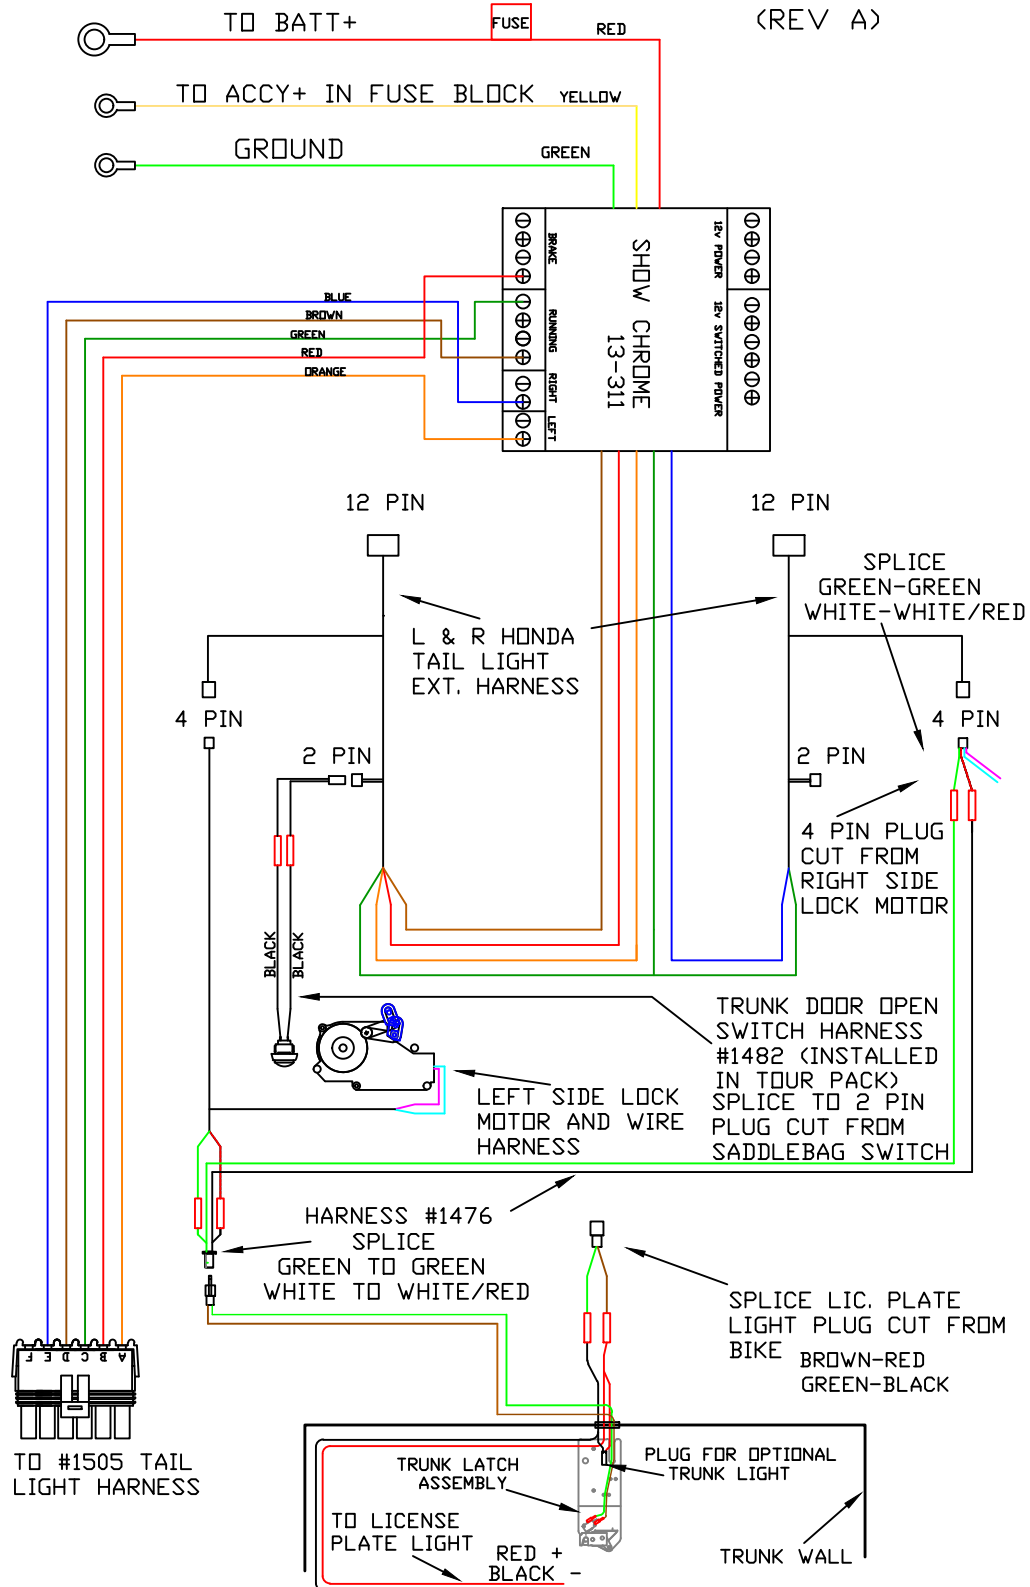 TO BATT+
FUSE
RED
(REV A)
TO ACCY+ IN FUSE BLOCK
YELLOW
GROUND
GREEN
BRAKE
RUNNING
RIGHT
LEFT
SHOW CHROME
13-311
12v POWER
12v SWITCHED POWER
BLUE
BROWN
GREEN
RED
ORANGE
12 PIN
12 PIN
SPLICE
GREEN-GREEN
WHITE-WHITE/RED
L & R HONDA
TAIL LIGHT
EXT. HARNESS
4 PIN
4 PIN
2 PIN
2 PIN
4 PIN PLUG
CUT FROM
RIGHT SIDE
LOCK MOTOR
BLACK
BLACK
TRUNK DOOR OPEN
SWITCH HARNESS
#1482 (INSTALLED
IN TOUR PACK)
SPLICE TO 2 PIN
PLUG CUT FROM
SADDLEBAG SWITCH
LEFT SIDE LOCK
MOTOR AND WIRE
HARNESS
HARNESS #1476
SPLICE
GREEN TO GREEN
WHITE TO WHITE/RED
SPLICE LIC. PLATE
LIGHT PLUG CUT FROM
BIKE
BROWN-RED
GREEN-BLACK
F E D C B A
TO #1505 TAIL
LIGHT HARNESS
TRUNK LATCH
ASSEMBLY
PLUG FOR OPTIONAL
TRUNK LIGHT
TO LICENSE
PLATE LIGHT
RED +
BLACK -
TRUNK WALL